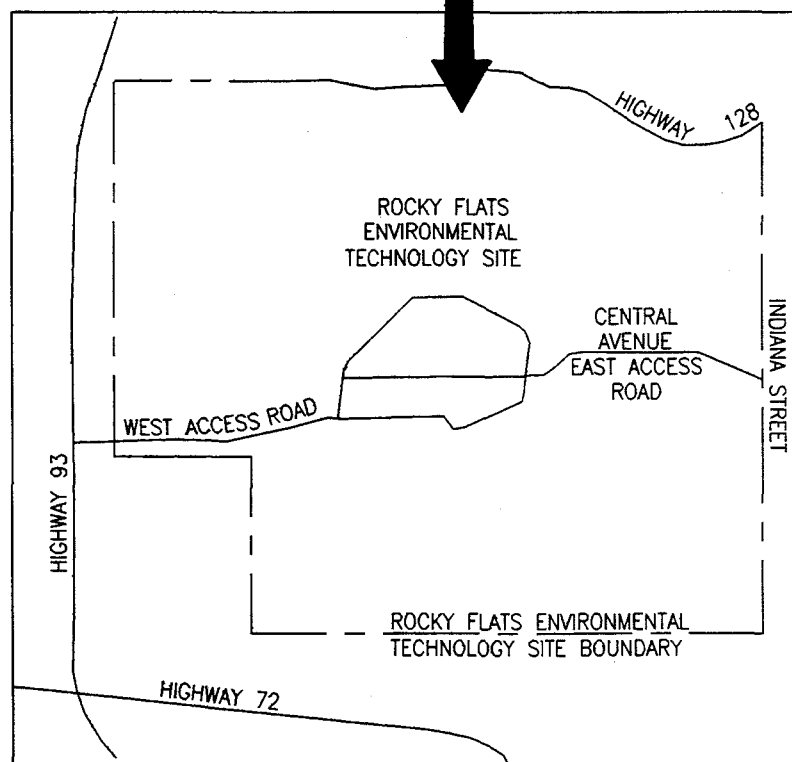 HIGHWAY 128
ROCKY FLATS
ENVIRONMENTAL
TECHNOLOGY SITE
CENTRAL
AVENUE
EAST ACCESS
ROAD
INDIANA STREET
WEST ACCESS ROAD
HIGHWAY 93
ROCKY FLATS ENVIRONMENTAL
TECHNOLOGY SITE BOUNDARY
HIGHWAY 72